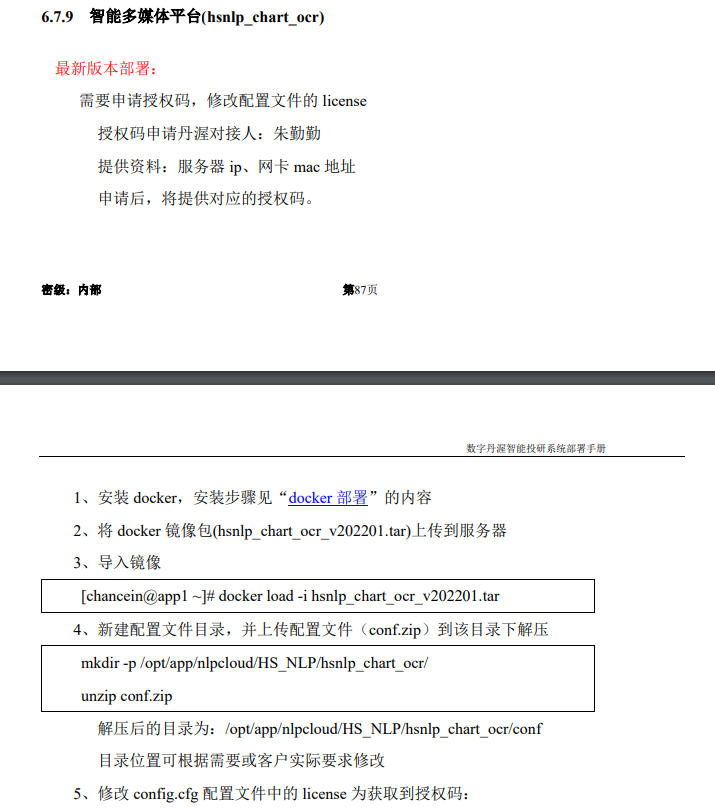 6.7.9 智能多媒体平台(hsnlp_chart_ocr)
最新版本部署：
需要申请授权码，修改配置文件的 license
授权码申请丹渥对接人：朱勤勤
提供资料：服务器 ip、网卡 mac 地址
申请后，将提供对应的授权码。
密级：内部 第87页
数字丹渥智能投研系统部署手册
1、安装 docker，安装步骤见“docker 部署”的内容
2、将 docker 镜像包(hsnlp_chart_ocr_v202201.tar)上传到服务器
3、导入镜像
[chancein@app1 ~]# docker load -i hsnlp_chart_ocr_v202201.tar
4、新建配置文件目录，并上传配置文件（conf.zip）到该目录下解压
mkdir -p /opt/app/nlpcloud/HS_NLP/hsnlp_chart_ocr/
unzip conf.zip
解压后的目录为：/opt/app/nlpcloud/HS_NLP/hsnlp_chart_ocr/conf
目录位置可根据需要或客户实际要求修改
5、修改 config.cfg 配置文件中的 license 为获取到授权码：